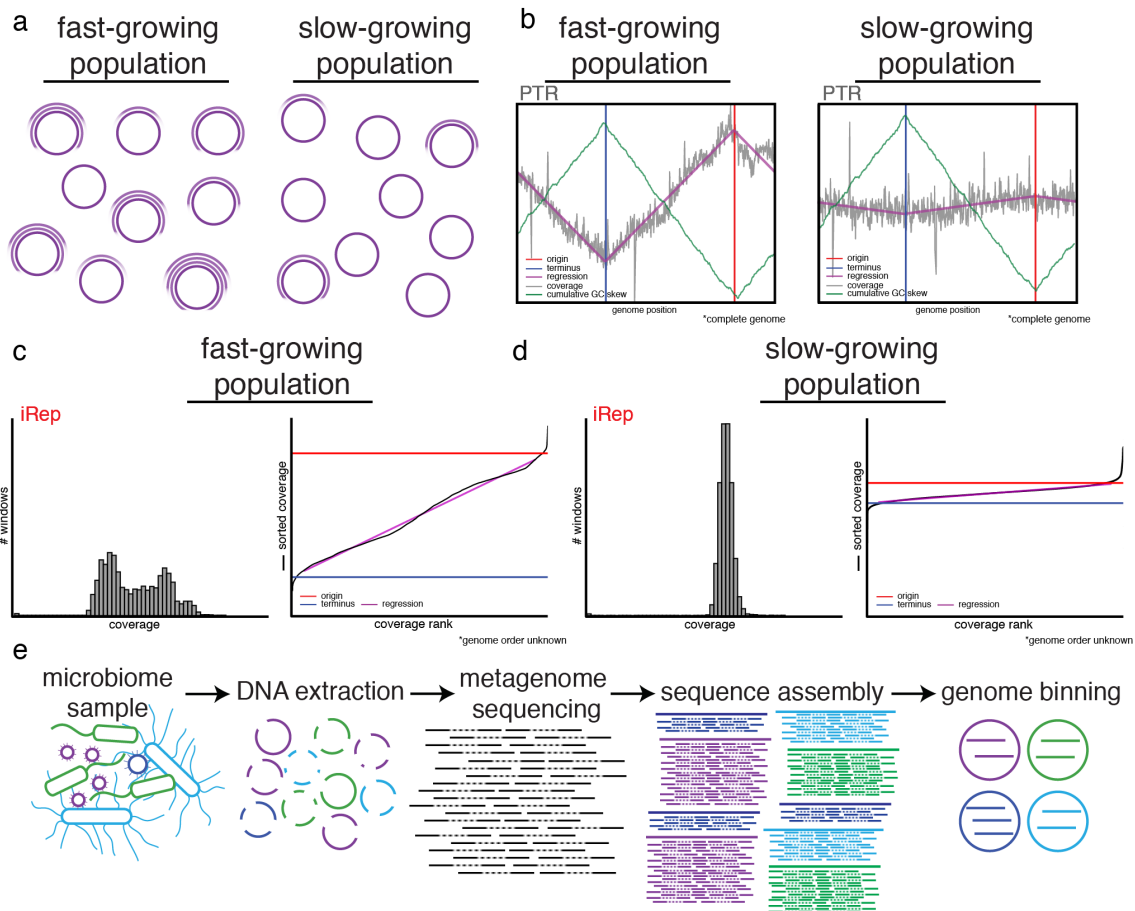 a
fast-growing
population
slow-growing
population
b
fast-growing
population
slow-growing
population
PTR
origin
terminus
regression
coverage
cumulative GC skew
genome position
*complete genome
PTR
origin
terminus
regression
coverage
cumulative GC skew
genome position
*complete genome
c
fast-growing
population
iRep
# windows
coverage
sorted coverage
origin
terminus
regression
coverage rank
*genome order unknown
d
slow-growing
population
iRep
# windows
coverage
sorted coverage
origin
terminus
regression
coverage rank
*genome order unknown
e
microbiome
sample
DNA extraction
metagenome
sequencing
sequence assembly
genome binning